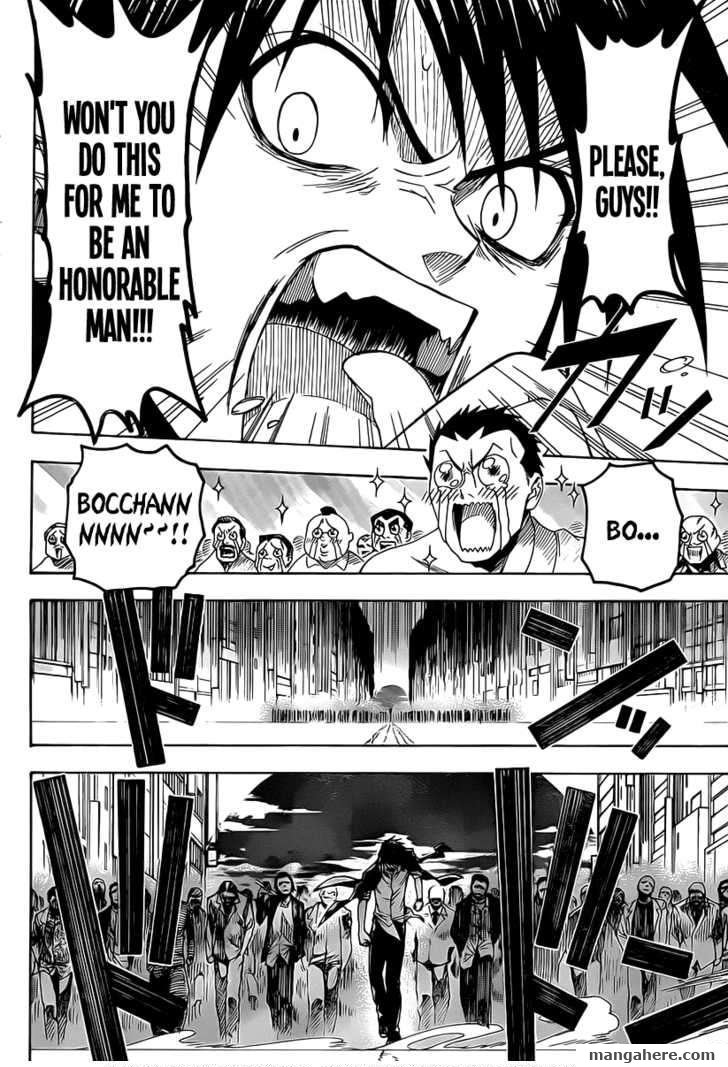 PLEASE,
GUYS!!
WON'T YOU
DO THIS
FOR ME TO
BE AN
HONORABLE
MAN!!!
BO...
BOCCHANN
NNNN~~!!
mangahere.com